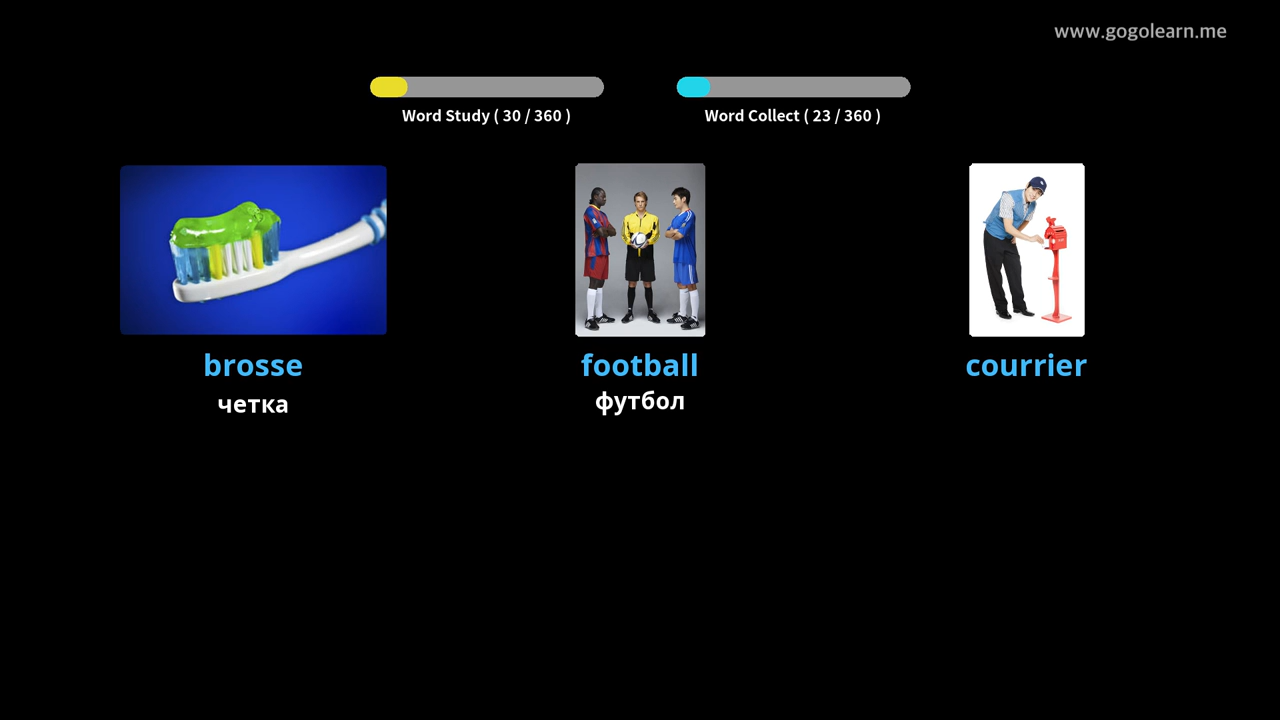 www.gogolearn.me
Word Study ( 30 / 360 )
Word Collect ( 23 / 360 )
brosse
football
courrier
четка
футбол